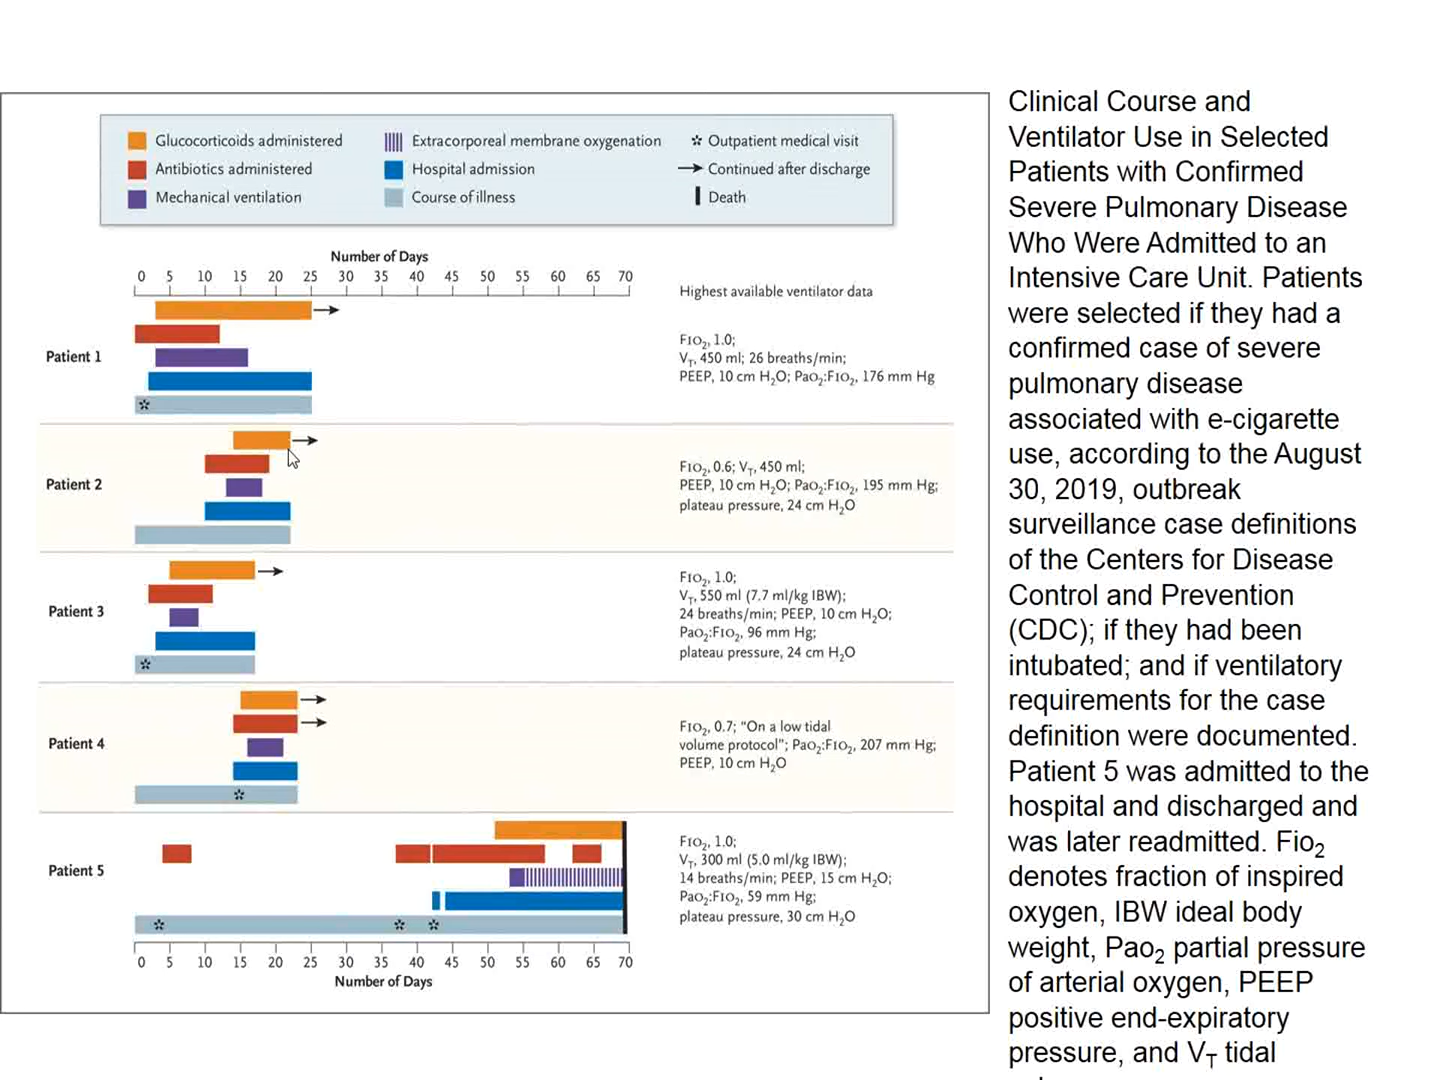 Glucocorticoids administered
Antibiotics administered
Mechanical ventilation
Extracorporeal membrane oxygenation
Hospital admission
Course of illness
Outpatient medical visit
Continued after discharge
Death
Number of Days
0 5 10 15 20 25 30 35 40 45 50 55 60 65 70
Highest available ventilator data
Patient 1
FIO₂, 1.0;
V_T, 450 ml; 26 breaths/min;
PEEP, 10 cm H₂O; PaO₂:FIO₂, 176 mm Hg
Patient 2
FIO₂, 0.6; V_T, 450 ml;
PEEP, 10 cm H₂O; PaO₂:FIO₂, 195 mm Hg;
plateau pressure, 24 cm H₂O
Patient 3
FIO₂, 1.0;
V_T, 550 ml (7.7 ml/kg IBW);
24 breaths/min; PEEP, 10 cm H₂O;
PaO₂:FIO₂, 96 mm Hg;
plateau pressure, 24 cm H₂O
Patient 4
FIO₂, 0.7; “On a low tidal
volume protocol”; PaO₂:FIO₂, 207 mm Hg;
PEEP, 10 cm H₂O
Patient 5
FIO₂, 1.0;
V_T, 300 ml (5.0 ml/kg IBW);
14 breaths/min; PEEP, 15 cm H₂O;
PaO₂:FIO₂, 59 mm Hg;
plateau pressure, 30 cm H₂O
0 5 10 15 20 25 30 35 40 45 50 55 60 65 70
Number of Days
Clinical Course and
Ventilator Use in Selected
Patients with Confirmed
Severe Pulmonary Disease
Who Were Admitted to an
Intensive Care Unit. Patients
were selected if they had a
confirmed case of severe
pulmonary disease
associated with e-cigarette
use, according to the August
30, 2019, outbreak
surveillance case definitions
of the Centers for Disease
Control and Prevention
(CDC); if they had been
intubated; and if ventilatory
requirements for the case
definition were documented.
Patient 5 was admitted to the
hospital and discharged and
was later readmitted. Fio₂
denotes fraction of inspired
oxygen, IBW ideal body
weight, Pao₂ partial pressure
of arterial oxygen, PEEP
positive end-expiratory
pressure, and V_T tidal